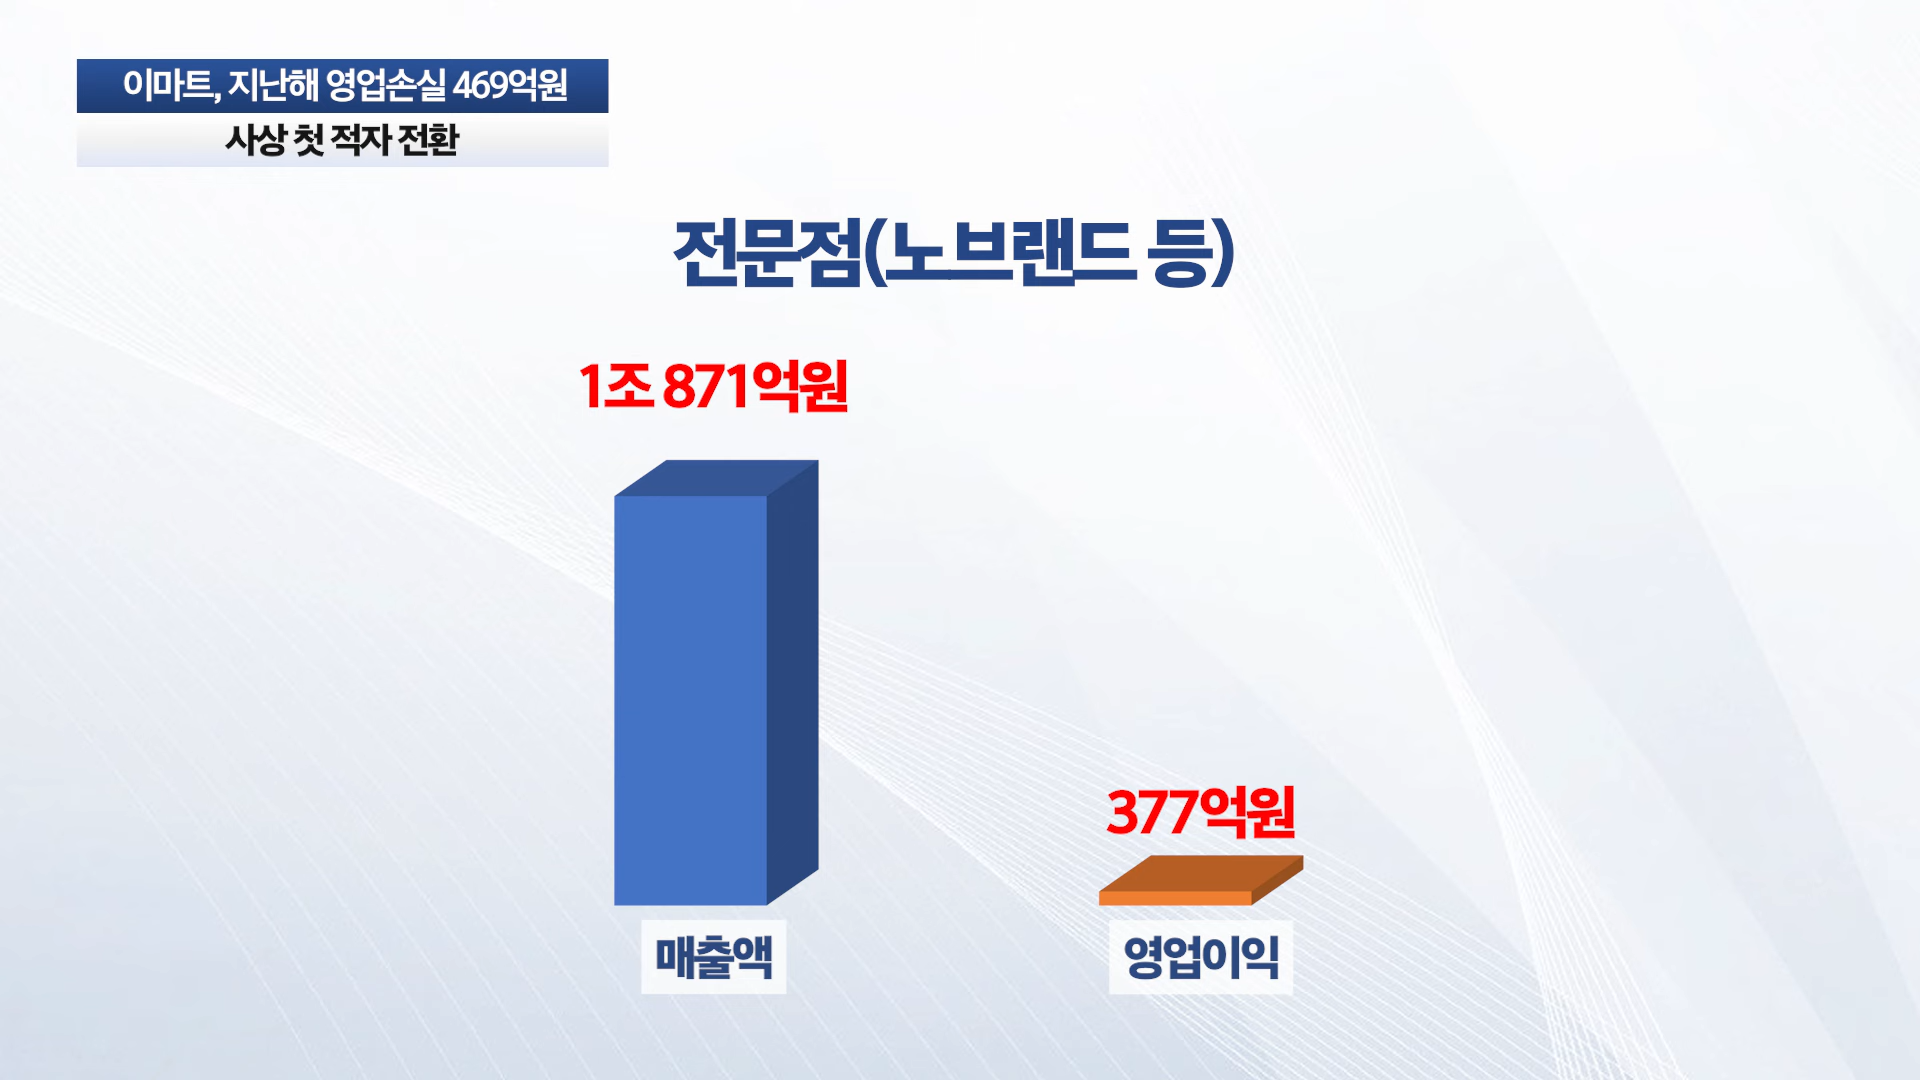 이마트, 지난해 영업손실 469억원
사상 첫 적자 전환
전문점(노브랜드 등)
1조 871억원
377억원
매출액
영업이익